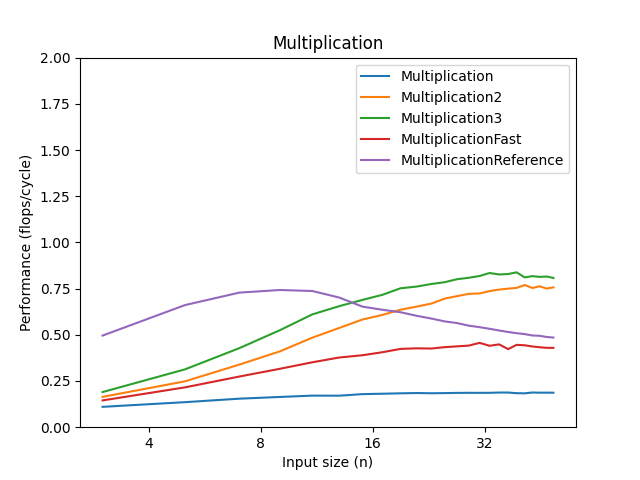 Multiplication
Performance (flops/cycle)
2.00
1.75
1.50
1.25
1.00
0.75
0.50
0.25
0.00
Multiplication
Multiplication2
Multiplication3
MultiplicationFast
MultiplicationReference
4 8 16 32
Input size (n)